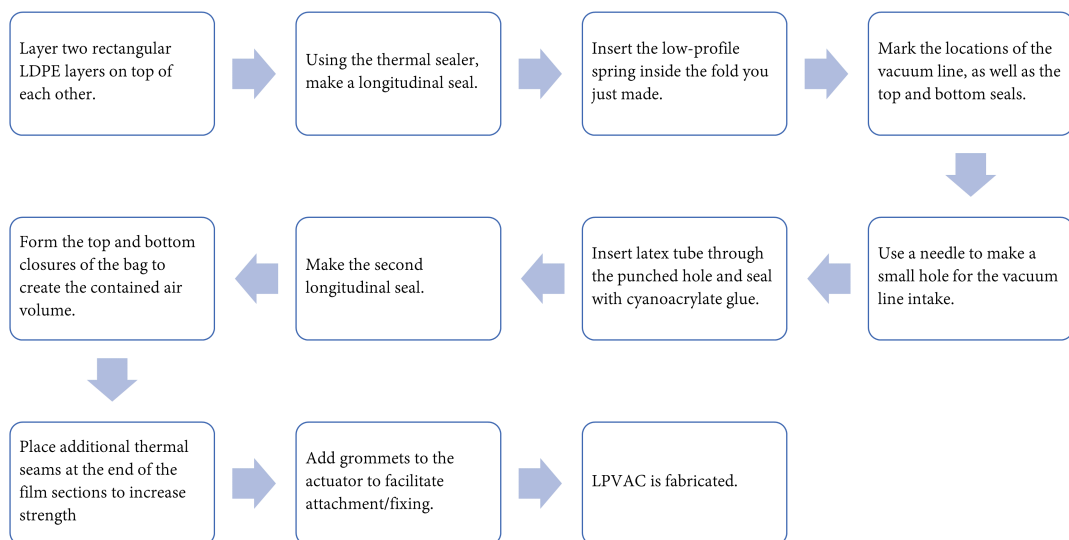 Layer two rectangular
LDPE layers on top of
each other.
Using the thermal sealer,
make a longitudinal seal.
Insert the low-profile
spring inside the fold you
just made.
Mark the locations of the
vacuum line, as well as the
top and bottom seals.
Use a needle to make a
small hole for the vacuum
line intake.
Insert latex tube through
the punched hole and seal
with cyanoacrylate glue.
Make the second
longitudinal seal.
Form the top and bottom
closures of the bag to
create the contained air
volume.
Place additional thermal
seams at the end of the
film sections to increase
strength
Add grommets to the
actuator to facilitate
attachment/fixing.
LPVAC is fabricated.